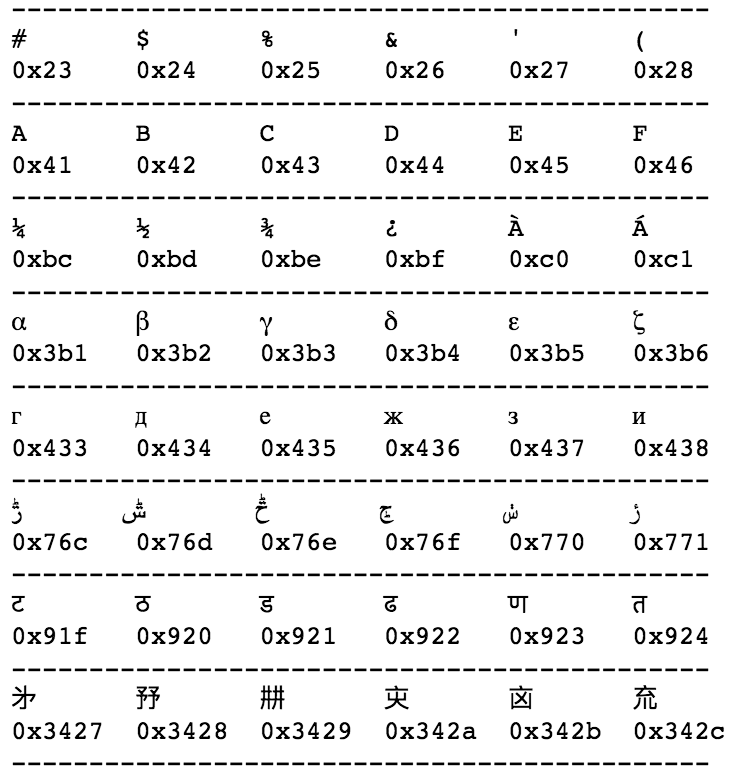 ---------------------------------------------
# $ % & ' (
0x23 0x24 0x25 0x26 0x27 0x28
---------------------------------------------
A B C D E F
0x41 0x42 0x43 0x44 0x45 0x46
---------------------------------------------
¼ ½ ¾ ¿ À Á
0xbc 0xbd 0xbe 0xbf 0xc0 0xc1
---------------------------------------------
α β γ δ ε ζ
0x3b1 0x3b2 0x3b3 0x3b4 0x3b5 0x3b6
---------------------------------------------
г д е ж з и
0x433 0x434 0x435 0x436 0x437 0x438
---------------------------------------------
ݬ ݭ ݮ ݯ ݰ ݱ
0x76c 0x76d 0x76e 0x76f 0x770 0x771
---------------------------------------------
ट ठ ड ढ ण त
0x91f 0x920 0x921 0x922 0x923 0x924
---------------------------------------------
㐧 㐨 㐩 㐪 㐫 㐬
0x3427 0x3428 0x3429 0x342a 0x342b 0x342c
---------------------------------------------